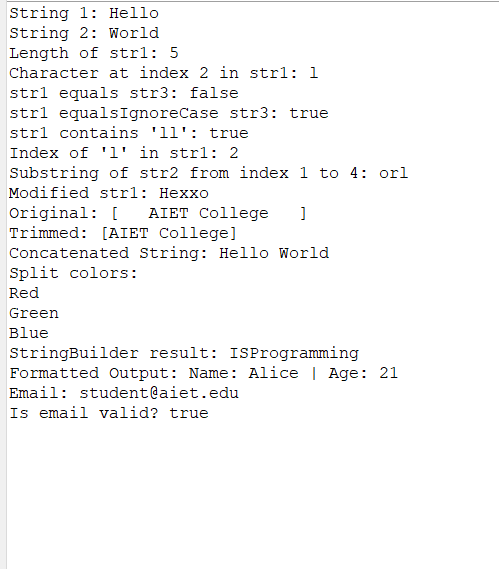 String 1: Hello
String 2: World
Length of str1: 5
Character at index 2 in str1: l
str1 equals str3: false
str1 equalsIgnoreCase str3: true
str1 contains 'll': true
Index of 'l' in str1: 2
Substring of str2 from index 1 to 4: orl
Modified str1: Hexxo
Original: [   AIET College   ]
Trimmed: [AIET College]
Concatenated String: Hello World
Split colors:
Red
Green
Blue
StringBuilder result: ISProgramming
Formatted Output: Name: Alice | Age: 21
Email: student@aiet.edu
Is email valid? true